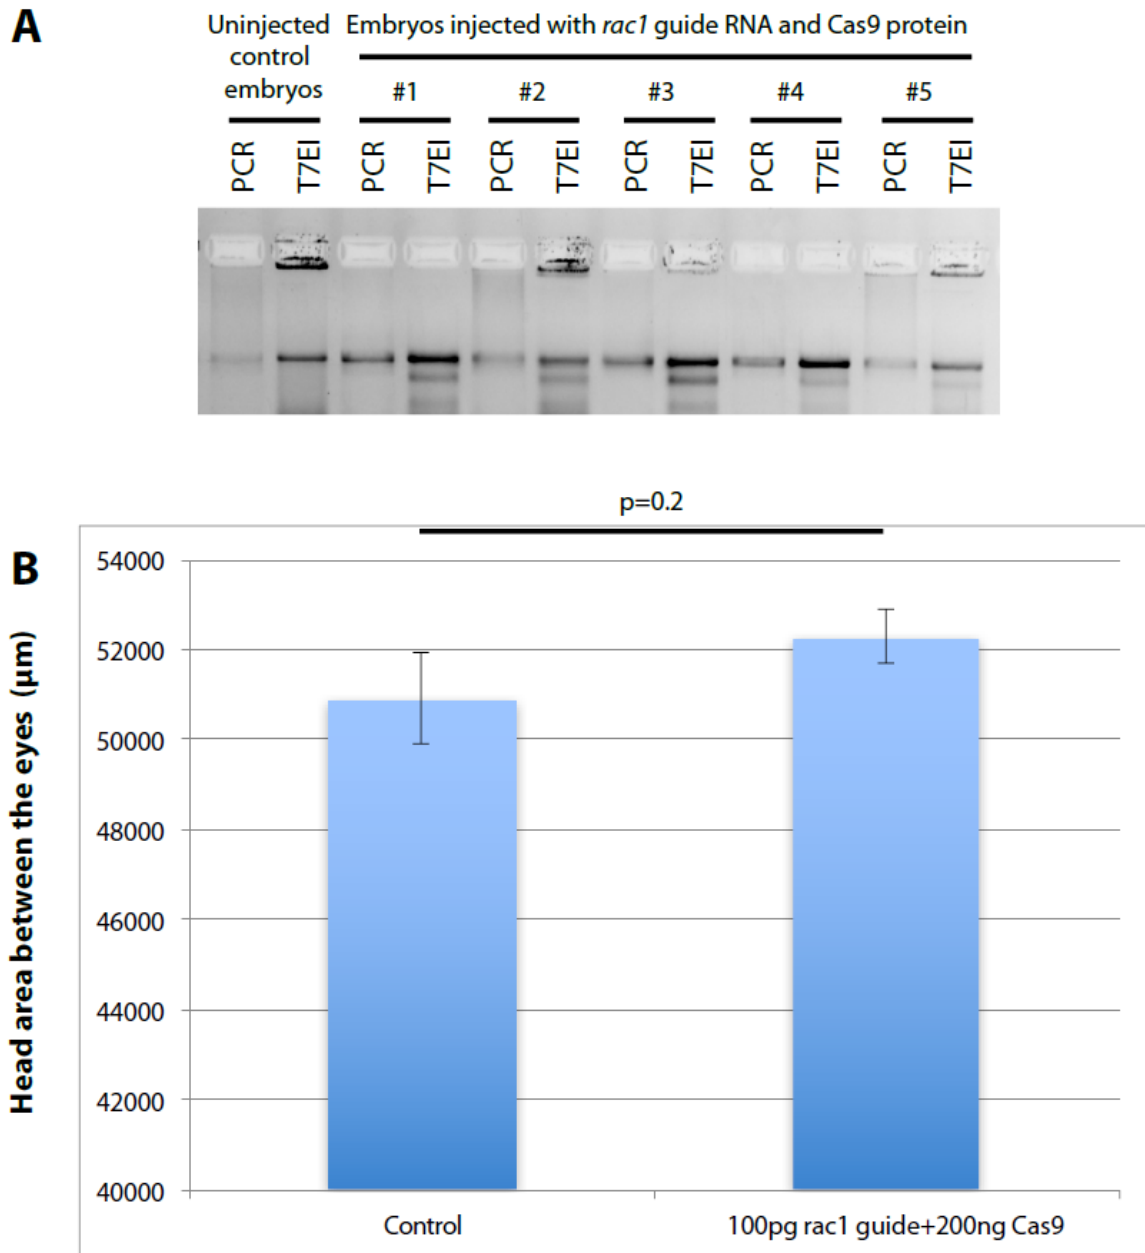 A
Uninjected control embryos
Embryos injected with rac1 guide RNA and Cas9 protein
#1 #2 #3 #4 #5
PCR T7EI PCR T7EI PCR T7EI PCR T7EI PCR T7EI PCR T7EI
p=0.2
B
Head area between the eyes (µm)
54000
52000
50000
48000
46000
44000
42000
40000
Control 100pg rac1 guide+200ng Cas9